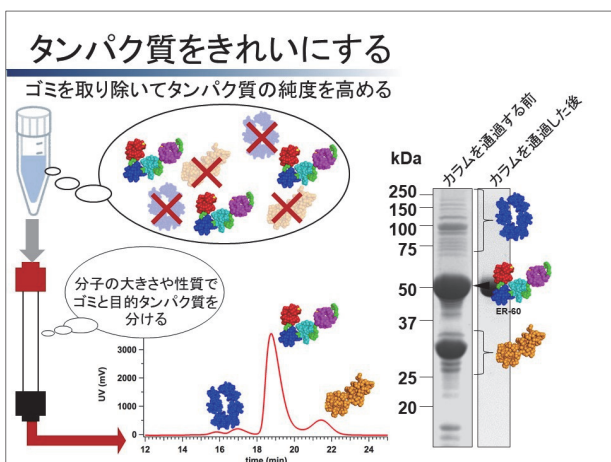 タンパク質をきれいにする
ゴミを取り除いてタンパク質の純度を高める
分子の大きさや性質で
ゴミと目的タンパク質を
分ける
UV (mV)
3000
2000
1000
0
12 14 16 18 20 22 24
time (min)
kDa
カラムを通過する前
カラムを通過した後
250
150
100
75
50
37
25
20
ER-60